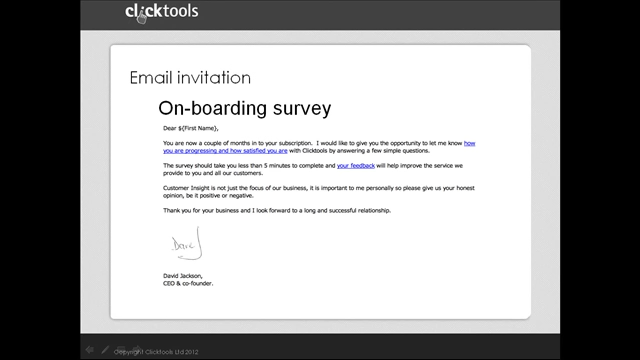 clicktools
Email invitation
On-boarding survey
Dear ${First Name},
You are now a couple of months in to your subscription.  I would like to give you the opportunity to let me know how
you are progressing and how satisfied you are with Clicktools by answering a few simple questions.
The survey should take you less than 5 minutes to complete and your feedback will help improve the service we
provide to you and all our customers.
Customer Insight is not just the focus of our business, it is important to me personally so please give us your honest
opinion, be it positive or negative.
Thank you for your business and I look forward to a long and successful relationship.
Dave
David Jackson,
CEO & co-founder.
Copyright Clicktools Ltd 2012